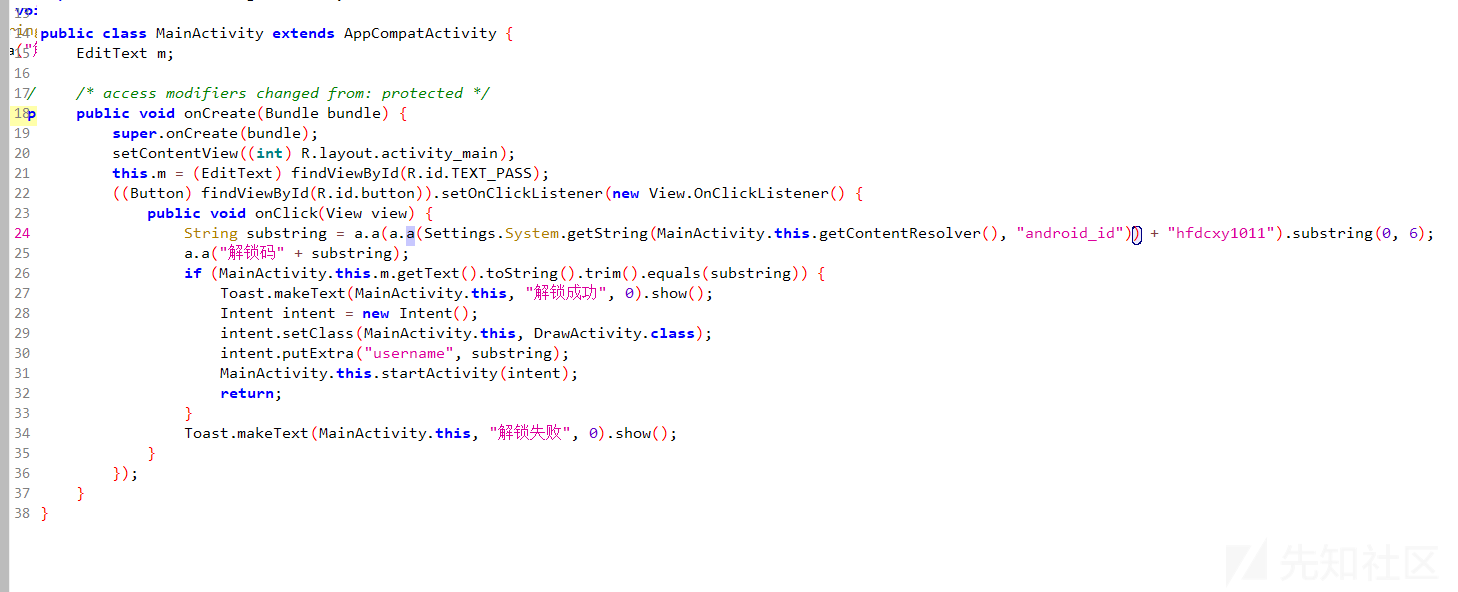 13
14 public class MainActivity extends AppCompatActivity {
15 EditText m;
16
17 /* access modifiers changed from: protected */
18 public void onCreate(Bundle bundle) {
19 super.onCreate(bundle);
20 setContentView((int) R.layout.activity_main);
21 this.m = (EditText) findViewById(R.id.TEXT_PASS);
22 ((Button) findViewById(R.id.button)).setOnClickListener(new View.OnClickListener() {
23 public void onClick(View view) {
24 String substring = a.a(a.a(Settings.System.getString(MainActivity.this.getContentResolver(), "android_id")) + "hfdcxy1011").substring(0, 6);
25 a.a("解锁码" + substring);
26 if (MainActivity.this.m.getText().toString().trim().equals(substring)) {
27 Toast.makeText(MainActivity.this, "解锁成功", 0).show();
28 Intent intent = new Intent();
29 intent.setClass(MainActivity.this, DrawActivity.class);
30 intent.putExtra("username", substring);
31 MainActivity.this.startActivity(intent);
32 return;
33 }
34 Toast.makeText(MainActivity.this, "解锁失败", 0).show();
35 }
36 });
37 }
38 }
先知社区